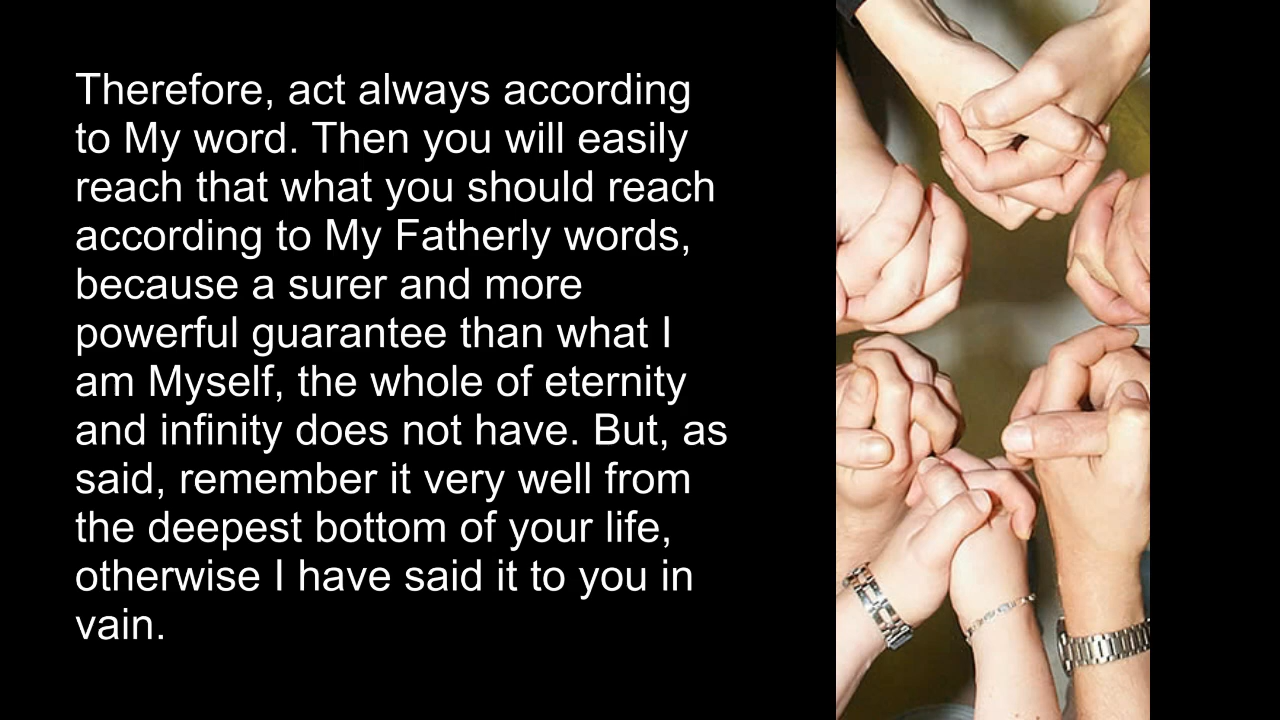 Therefore, act always according
to My word. Then you will easily
reach that what you should reach
according to My Fatherly words,
because a surer and more
powerful guarantee than what I
am Myself, the whole of eternity
and infinity does not have. But, as
said, remember it very well from
the deepest bottom of your life,
otherwise I have said it to you in
vain.